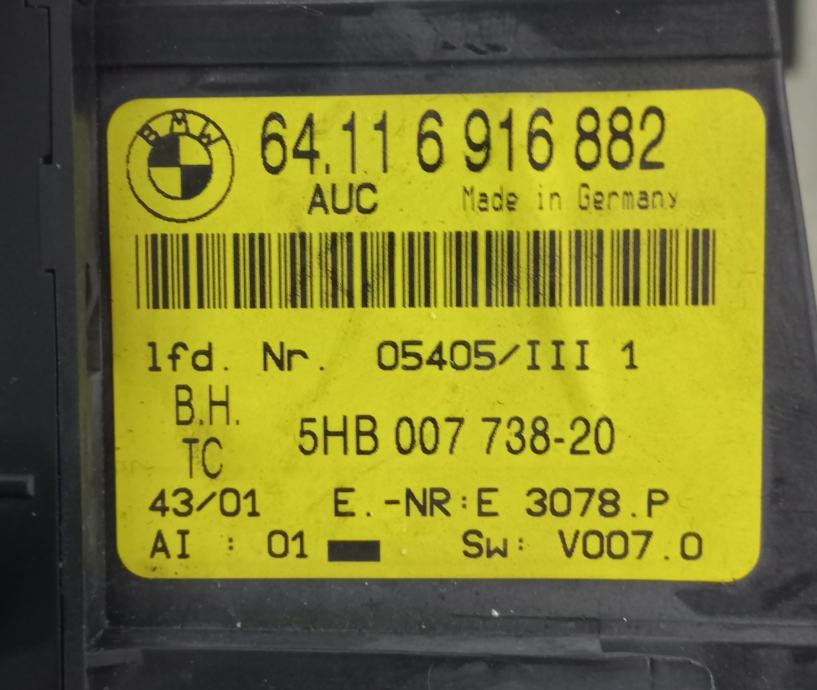 BMW
64.11 6 916 882
AUC Made in Germany
lfd. Nr. 05405/III 1
B.H.
TC 5HB 007 738-20
43/01 E.-NR:E 3078.P
AI : 01 Sw: V007.0